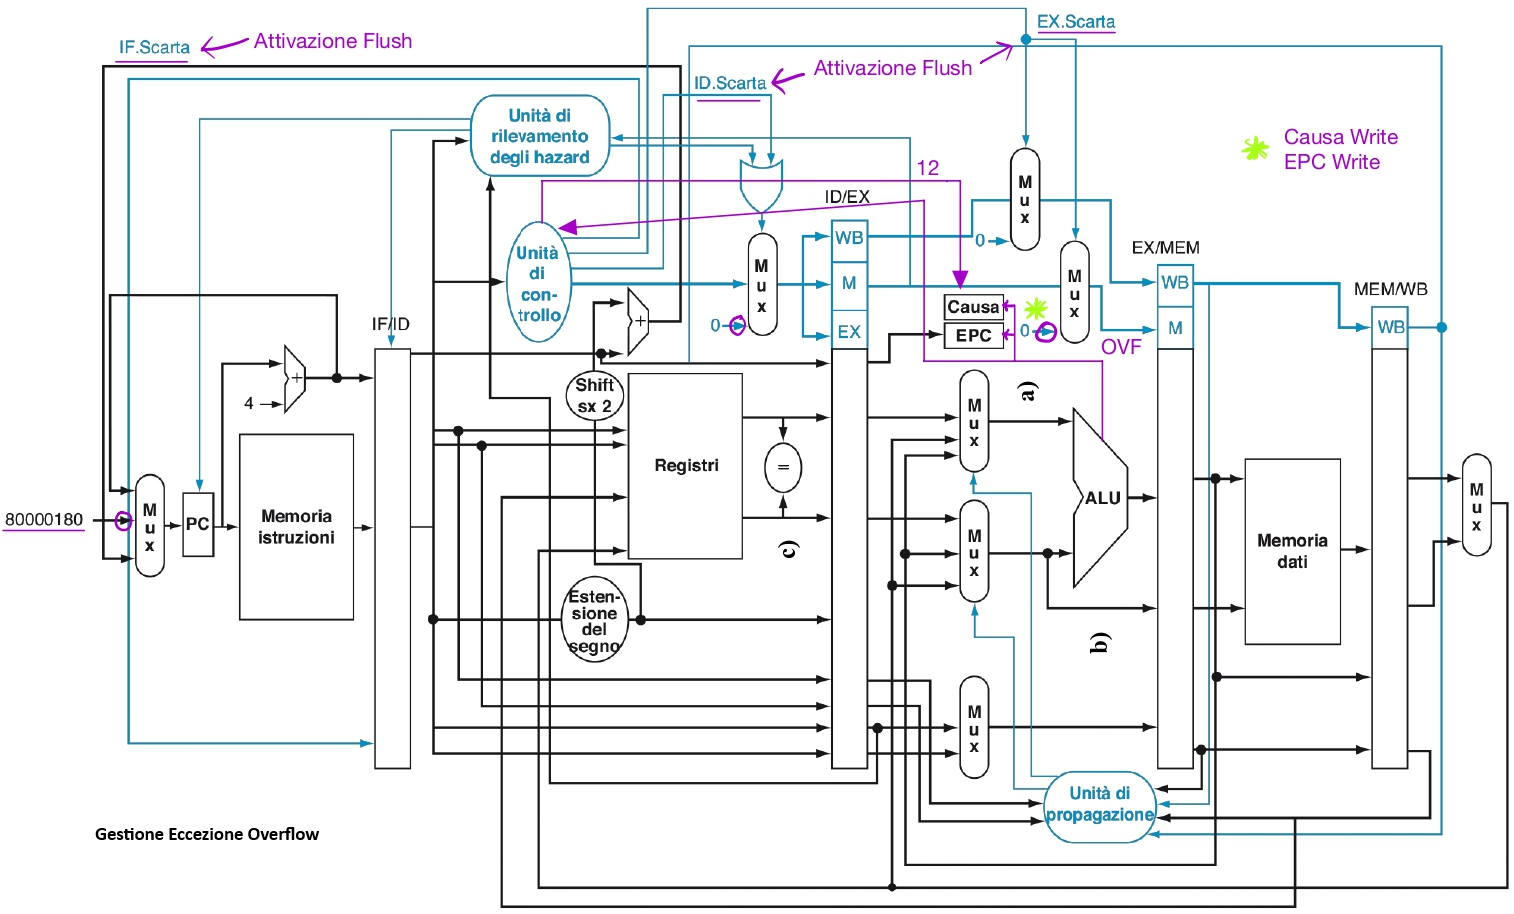 IF.Scarta
Attivazione Flush
EX.Scarta
Attivazione Flush
ID.Scarta
Unità di
rilevamento
degli hazard
Causa Write
EPC Write
12
ID/EX
M
u
x
0
Unità
di
con-
trollo
M
u
x
0
WB
M
EX
Causa
EPC
0
M
u
x
OVF
EX/MEM
WB
M
MEM/WB
WB
IF/ID
+
+
4
Shift
sx 2
Registri
=
c)
a)
M
u
x
M
u
x
ALU
b)
80000180
M
u
x
PC
Memoria
istruzioni
Memoria
dati
M
u
x
Esten-
sione
del
segno
M
u
x
Unità di
propagazione
Gestione Eccezione Overflow